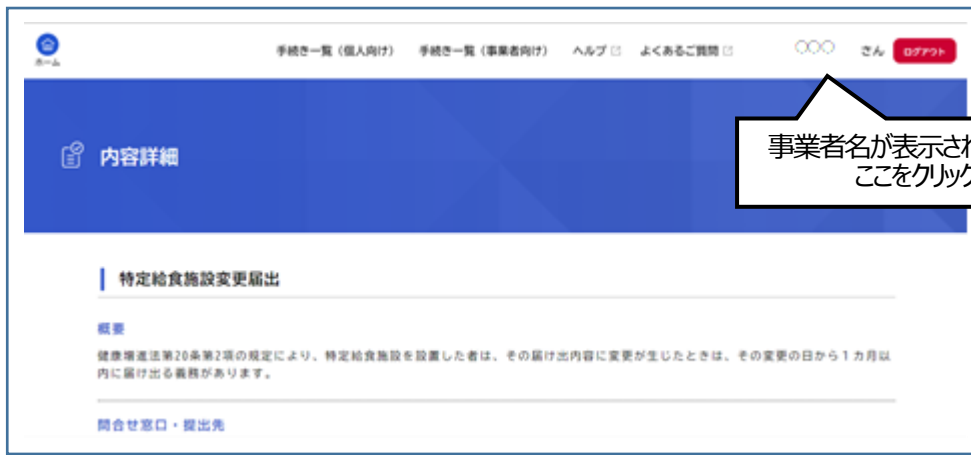 ホーム
手続き一覧（個人向け） 手続き一覧（事業者向け） ヘルプ よくあるご質問 〇〇〇 さん ログアウト
事業者名が表示され
ここをクリック
内容詳細
特定給食施設変更届出
概要
健康増進法第20条第2項の規定により、特定給食施設を設置した者は、その届け出内容に変更が生じたときは、その変更の日から１カ月以
内に届け出る義務があります。
問合せ窓口・提出先